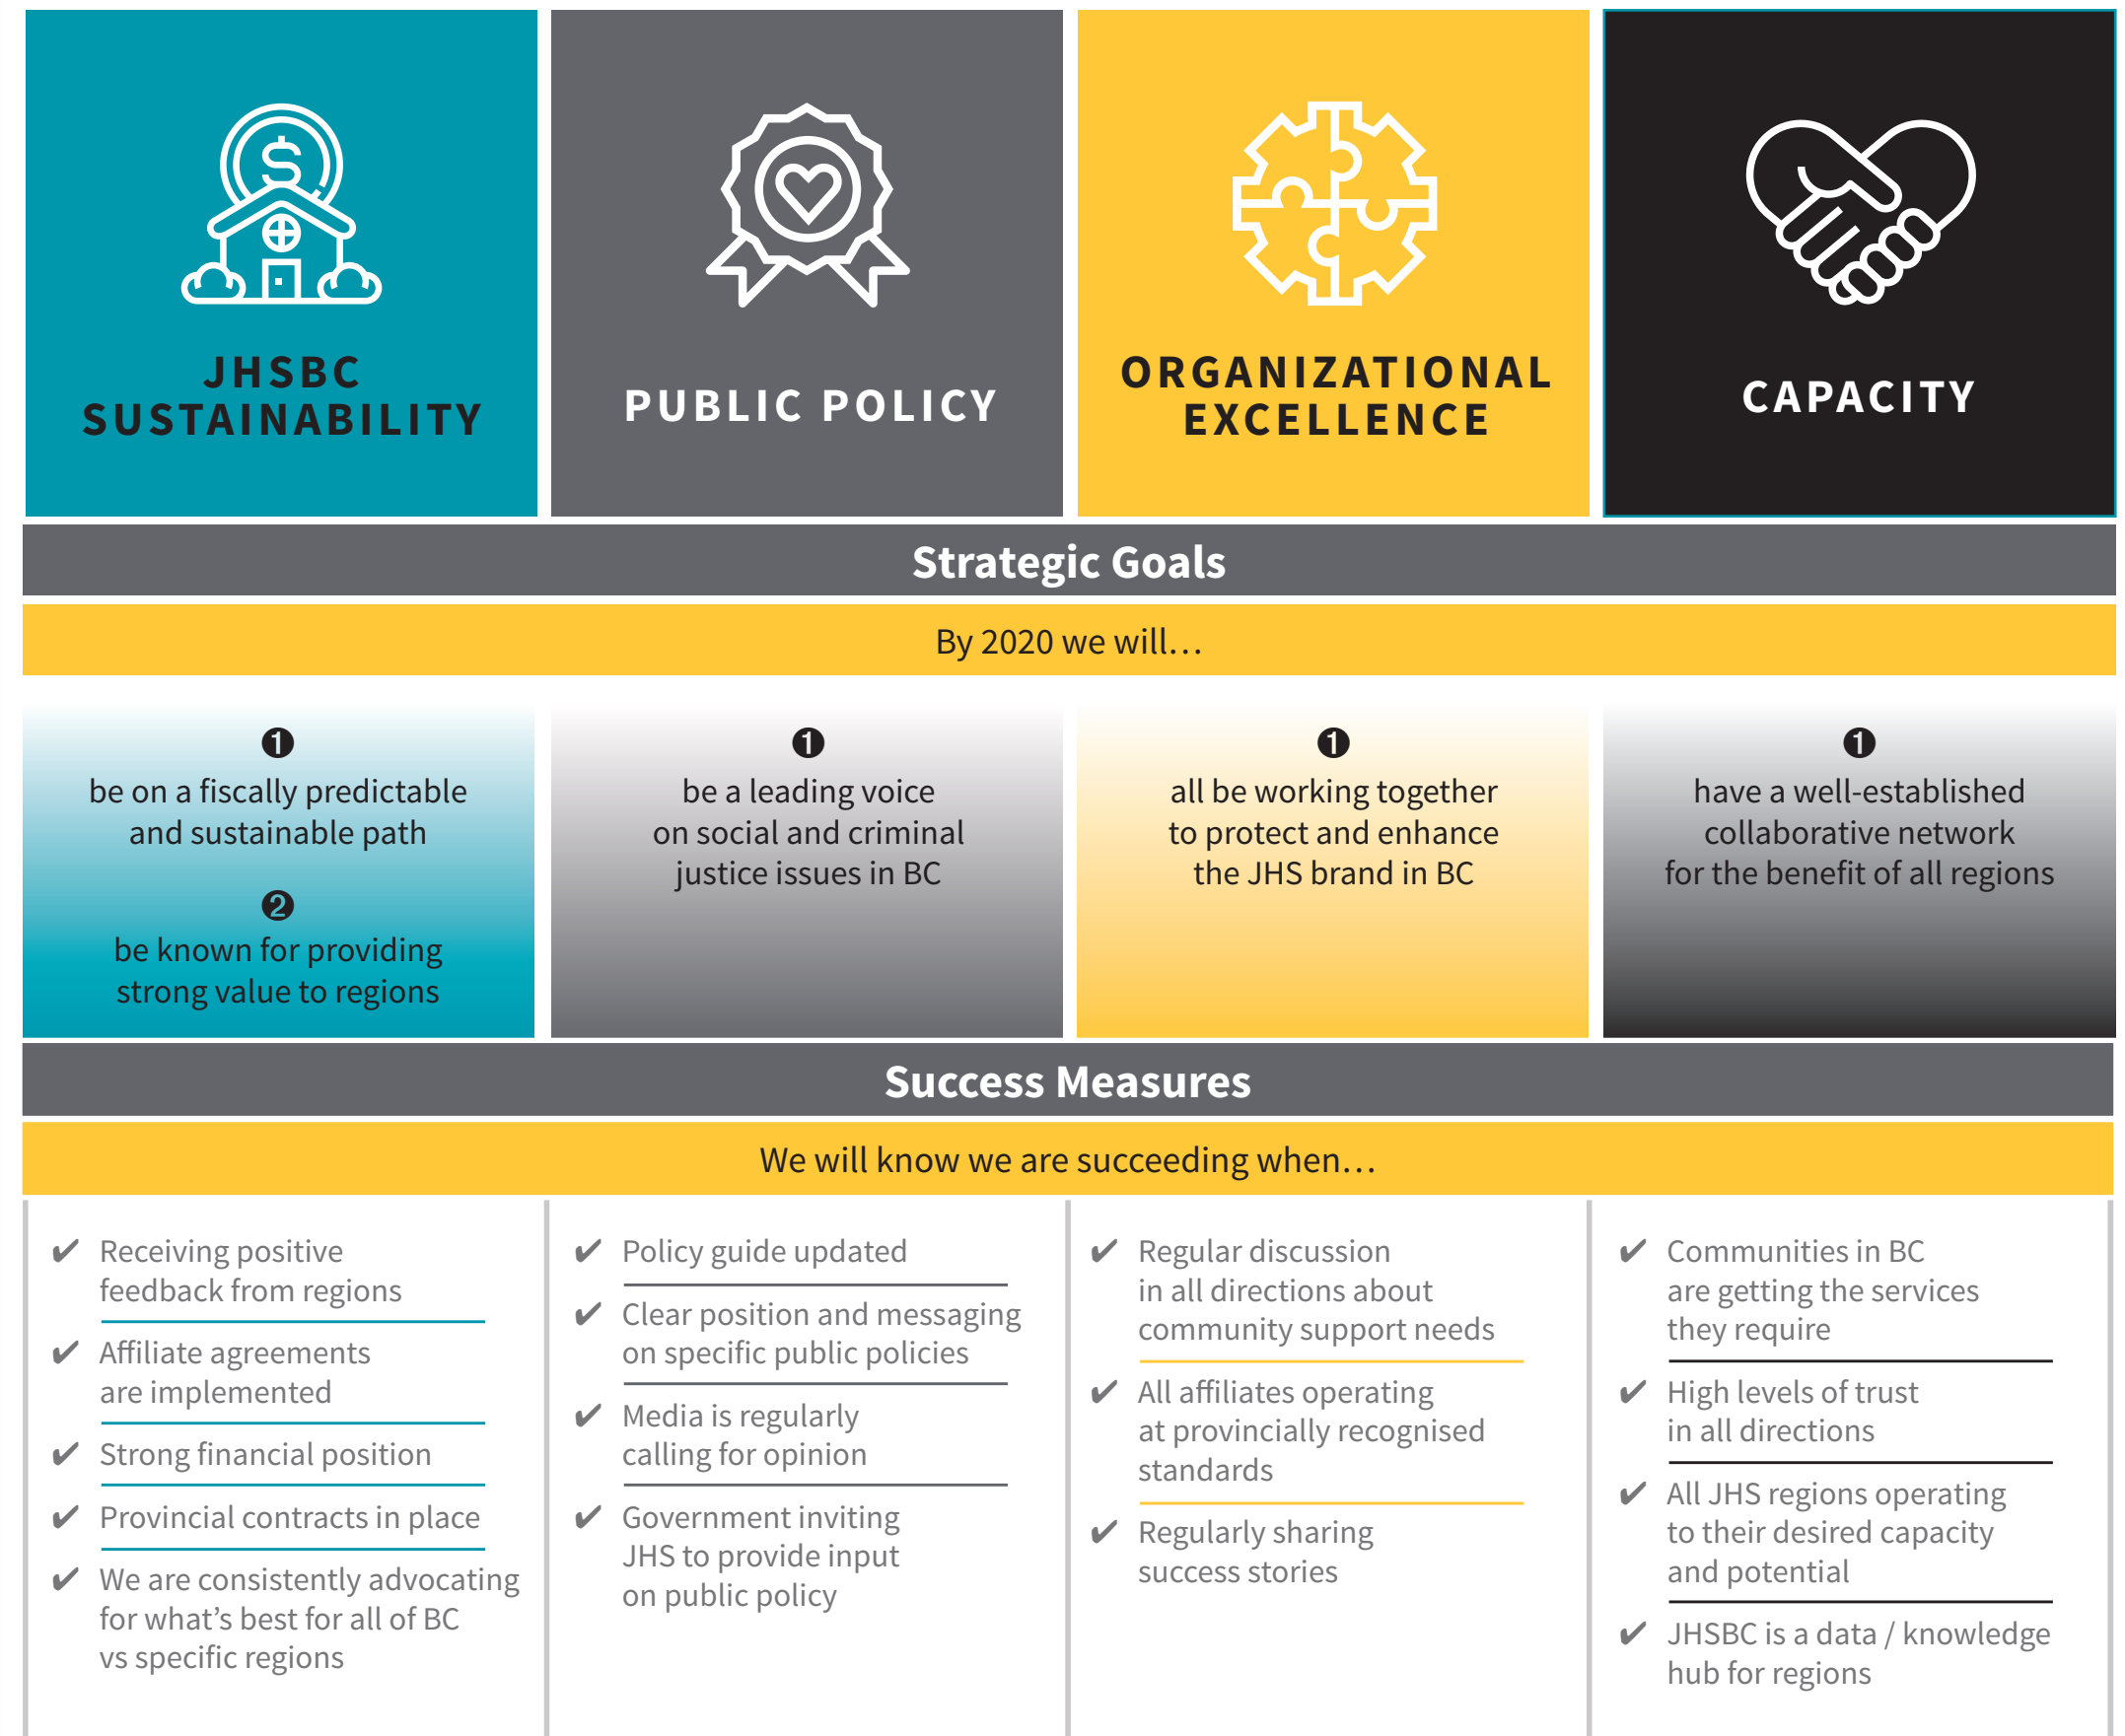 JHSBC
SUSTAINABILITY
PUBLIC POLICY
ORGANIZATIONAL
EXCELLENCE
CAPACITY
Strategic Goals
By 2020 we will…
❶
be on a fiscally predictable
and sustainable path
❷
be known for providing
strong value to regions
❶
be a leading voice
on social and criminal
justice issues in BC
❶
all be working together
to protect and enhance
the JHS brand in BC
❶
have a well-established
collaborative network
for the benefit of all regions
Success Measures
We will know we are succeeding when…
✔ Receiving positive
feedback from regions
✔ Affiliate agreements
are implemented
✔ Strong financial position
✔ Provincial contracts in place
✔ We are consistently advocating
for what’s best for all of BC
vs specific regions
✔ Policy guide updated
✔ Clear position and messaging
on specific public policies
✔ Media is regularly
calling for opinion
✔ Government inviting
JHS to provide input
on public policy
✔ Regular discussion
in all directions about
community support needs
✔ All affiliates operating
at provincially recognised
standards
✔ Regularly sharing
success stories
✔ Communities in BC
are getting the services
they require
✔ High levels of trust
in all directions
✔ All JHS regions operating
to their desired capacity
and potential
✔ JHSBC is a data / knowledge
hub for regions